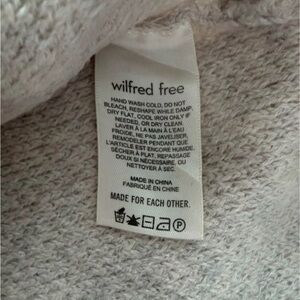 wilfred free
HAND WASH COLD, DO NOT
BLEACH, RESHAPE WHILE DAMP,
DRY FLAT, COOL IRON ONLY IF
NEEDED, OR DRY CLEAN.
LAVER À LA MAIN À L'EAU
FROIDE, NE PAS JAVELISER,
REMODELER PENDANT QUE
L'ARTICLE EST ENCORE HUMIDE,
SÉCHER À PLAT, REPASSAGE
DOUX SI NÉCESSAIRE, OU
NETTOYER À SEC.
MADE IN CHINA
FABRIQUÉ EN CHINE
MADE FOR EACH OTHER.
P